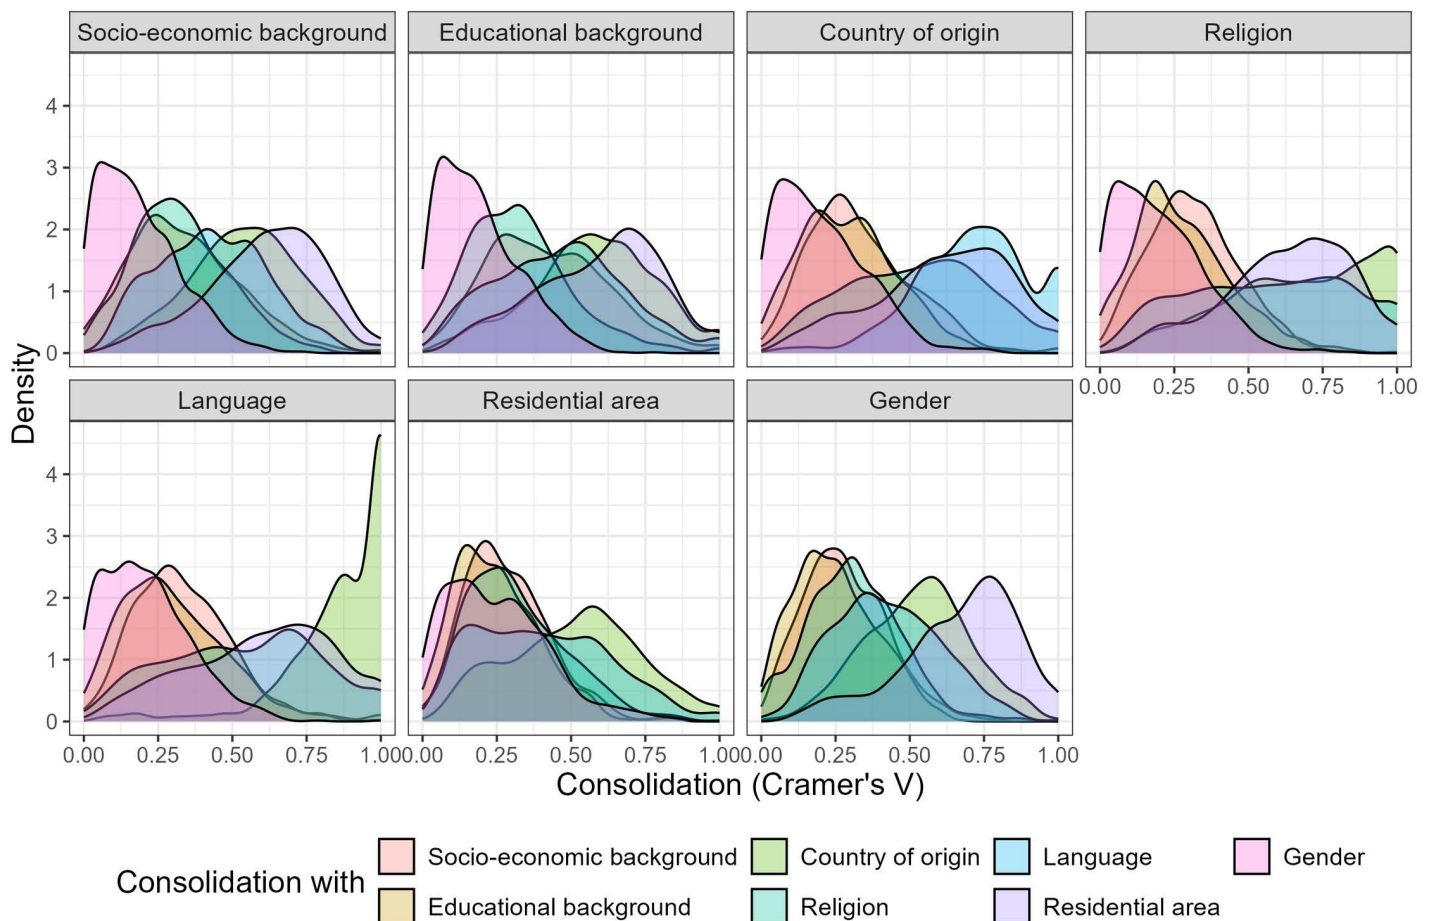 Socio-economic background
Educational background
Country of origin
Religion
Density
4
3
2
1
0
0.00 0.25 0.50 0.75 1.00
Language
Residential area
Gender
4
3
2
1
0
0.00 0.25 0.50 0.75 1.00
0.00 0.25 0.50 0.75 1.00
0.00 0.25 0.50 0.75 1.00
Consolidation (Cramer's V)
Consolidation with
Socio-economic background
Country of origin
Language
Gender
Educational background
Religion
Residential area